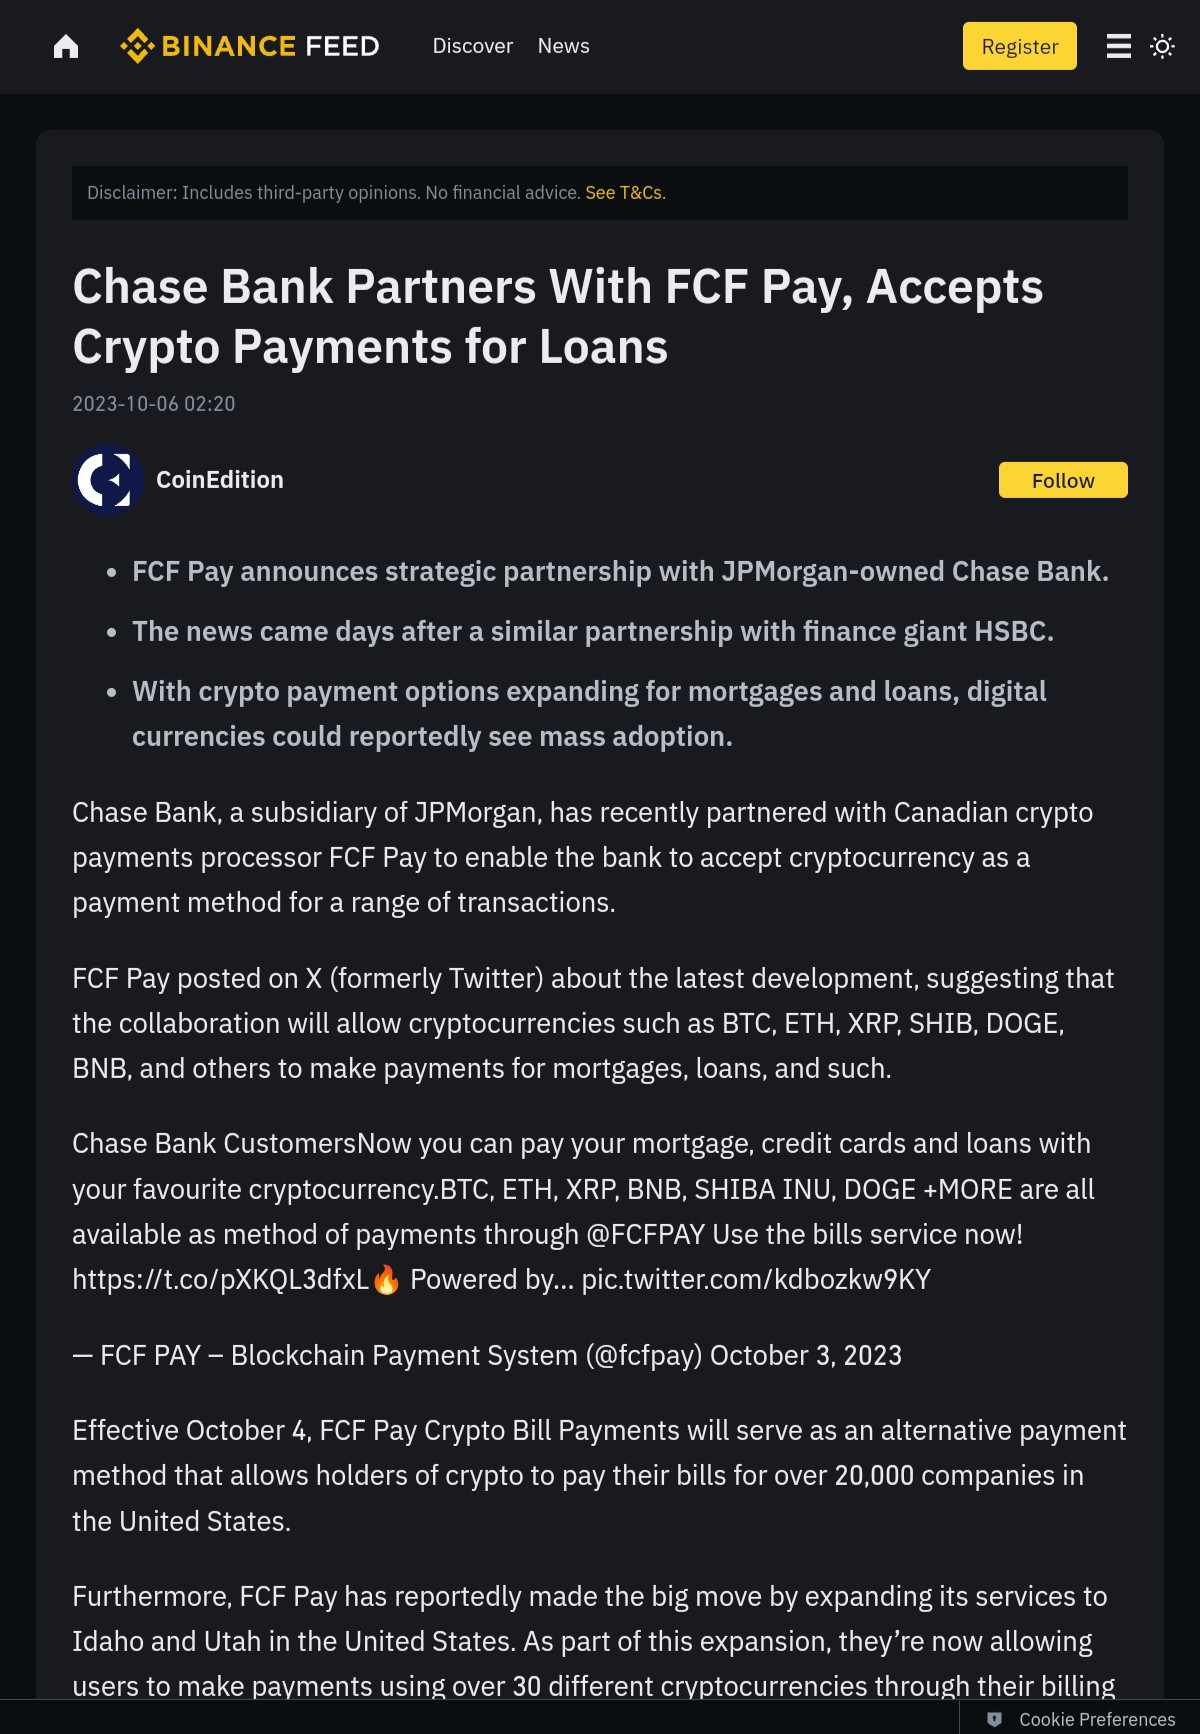 BINANCE FEED
Discover
News
Register
Disclaimer: Includes third-party opinions. No financial advice. See T&Cs.
Chase Bank Partners With FCF Pay, Accepts
Crypto Payments for Loans
2023-10-06 02:20
CoinEdition
Follow
• FCF Pay announces strategic partnership with JPMorgan-owned Chase Bank.
• The news came days after a similar partnership with finance giant HSBC.
• With crypto payment options expanding for mortgages and loans, digital
currencies could reportedly see mass adoption.
Chase Bank, a subsidiary of JPMorgan, has recently partnered with Canadian crypto
payments processor FCF Pay to enable the bank to accept cryptocurrency as a
payment method for a range of transactions.
FCF Pay posted on X (formerly Twitter) about the latest development, suggesting that
the collaboration will allow cryptocurrencies such as BTC, ETH, XRP, SHIB, DOGE,
BNB, and others to make payments for mortgages, loans, and such.
Chase Bank CustomersNow you can pay your mortgage, credit cards and loans with
your favourite cryptocurrency.BTC, ETH, XRP, BNB, SHIBA INU, DOGE +MORE are all
available as method of payments through @FCFPAY Use the bills service now!
https://t.co/pXKQL3dfxL🔥 Powered by... pic.twitter.com/kdbozkw9KY
— FCF PAY – Blockchain Payment System (@fcfpay) October 3, 2023
Effective October 4, FCF Pay Crypto Bill Payments will serve as an alternative payment
method that allows holders of crypto to pay their bills for over 20,000 companies in
the United States.
Furthermore, FCF Pay has reportedly made the big move by expanding its services to
Idaho and Utah in the United States. As part of this expansion, they’re now allowing
users to make payments using over 30 different cryptocurrencies through their billing
Cookie Preferences